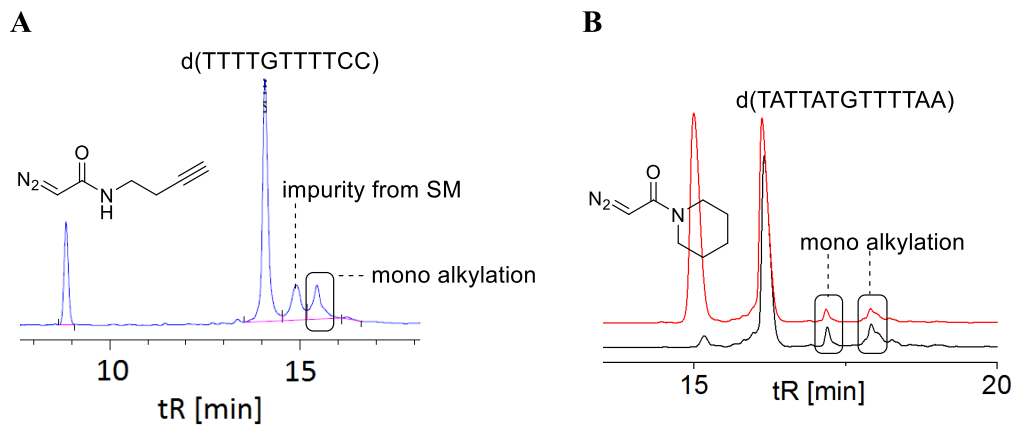 A
d(TTTTGTTTTCC)
O
N2
N
H
impurity from SM
mono alkylation
10
15
tR [min]
B
d(TATTATGTTTTAA)
O
N2
N
mono alkylation
15
20
tR [min]